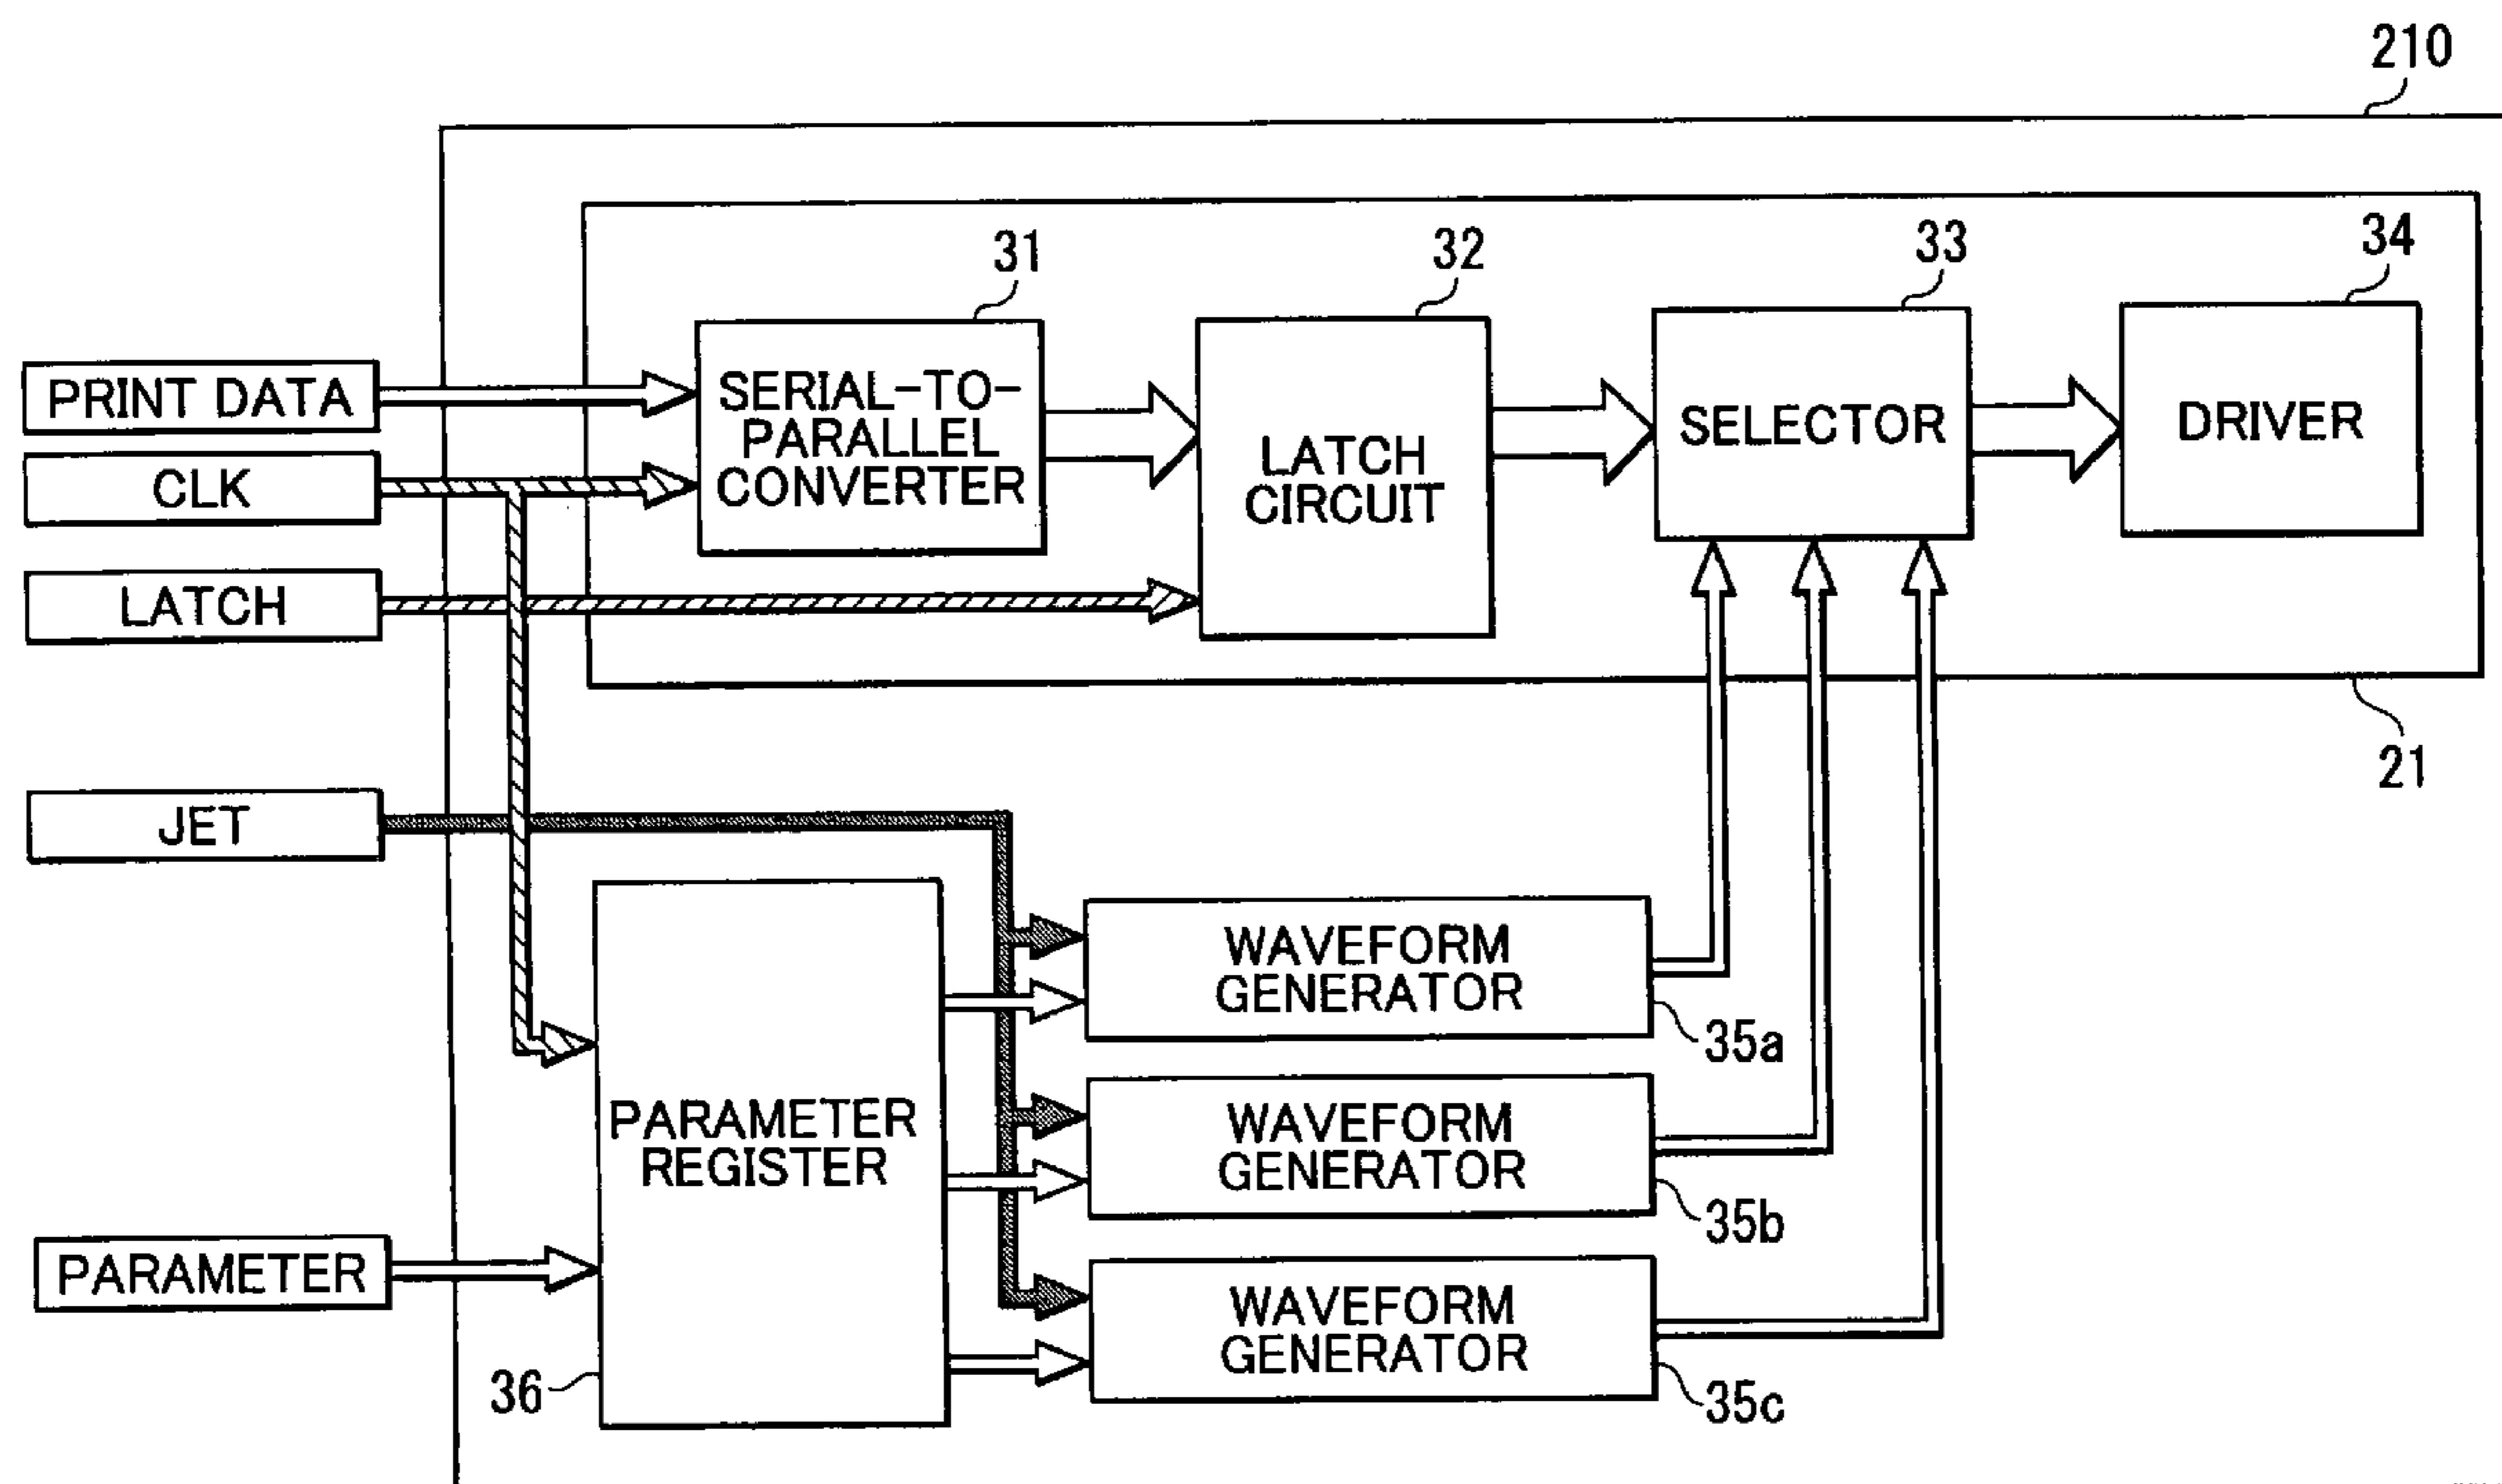 210
31
32
33
34
PRINT DATA
SERIAL-TO-
PARALLEL
CONVERTER
LATCH
CIRCUIT
SELECTOR
DRIVER
CLK
LATCH
21
JET
WAVEFORM
GENERATOR
35a
PARAMETER
REGISTER
WAVEFORM
GENERATOR
35b
PARAMETER
WAVEFORM
GENERATOR
36
35c